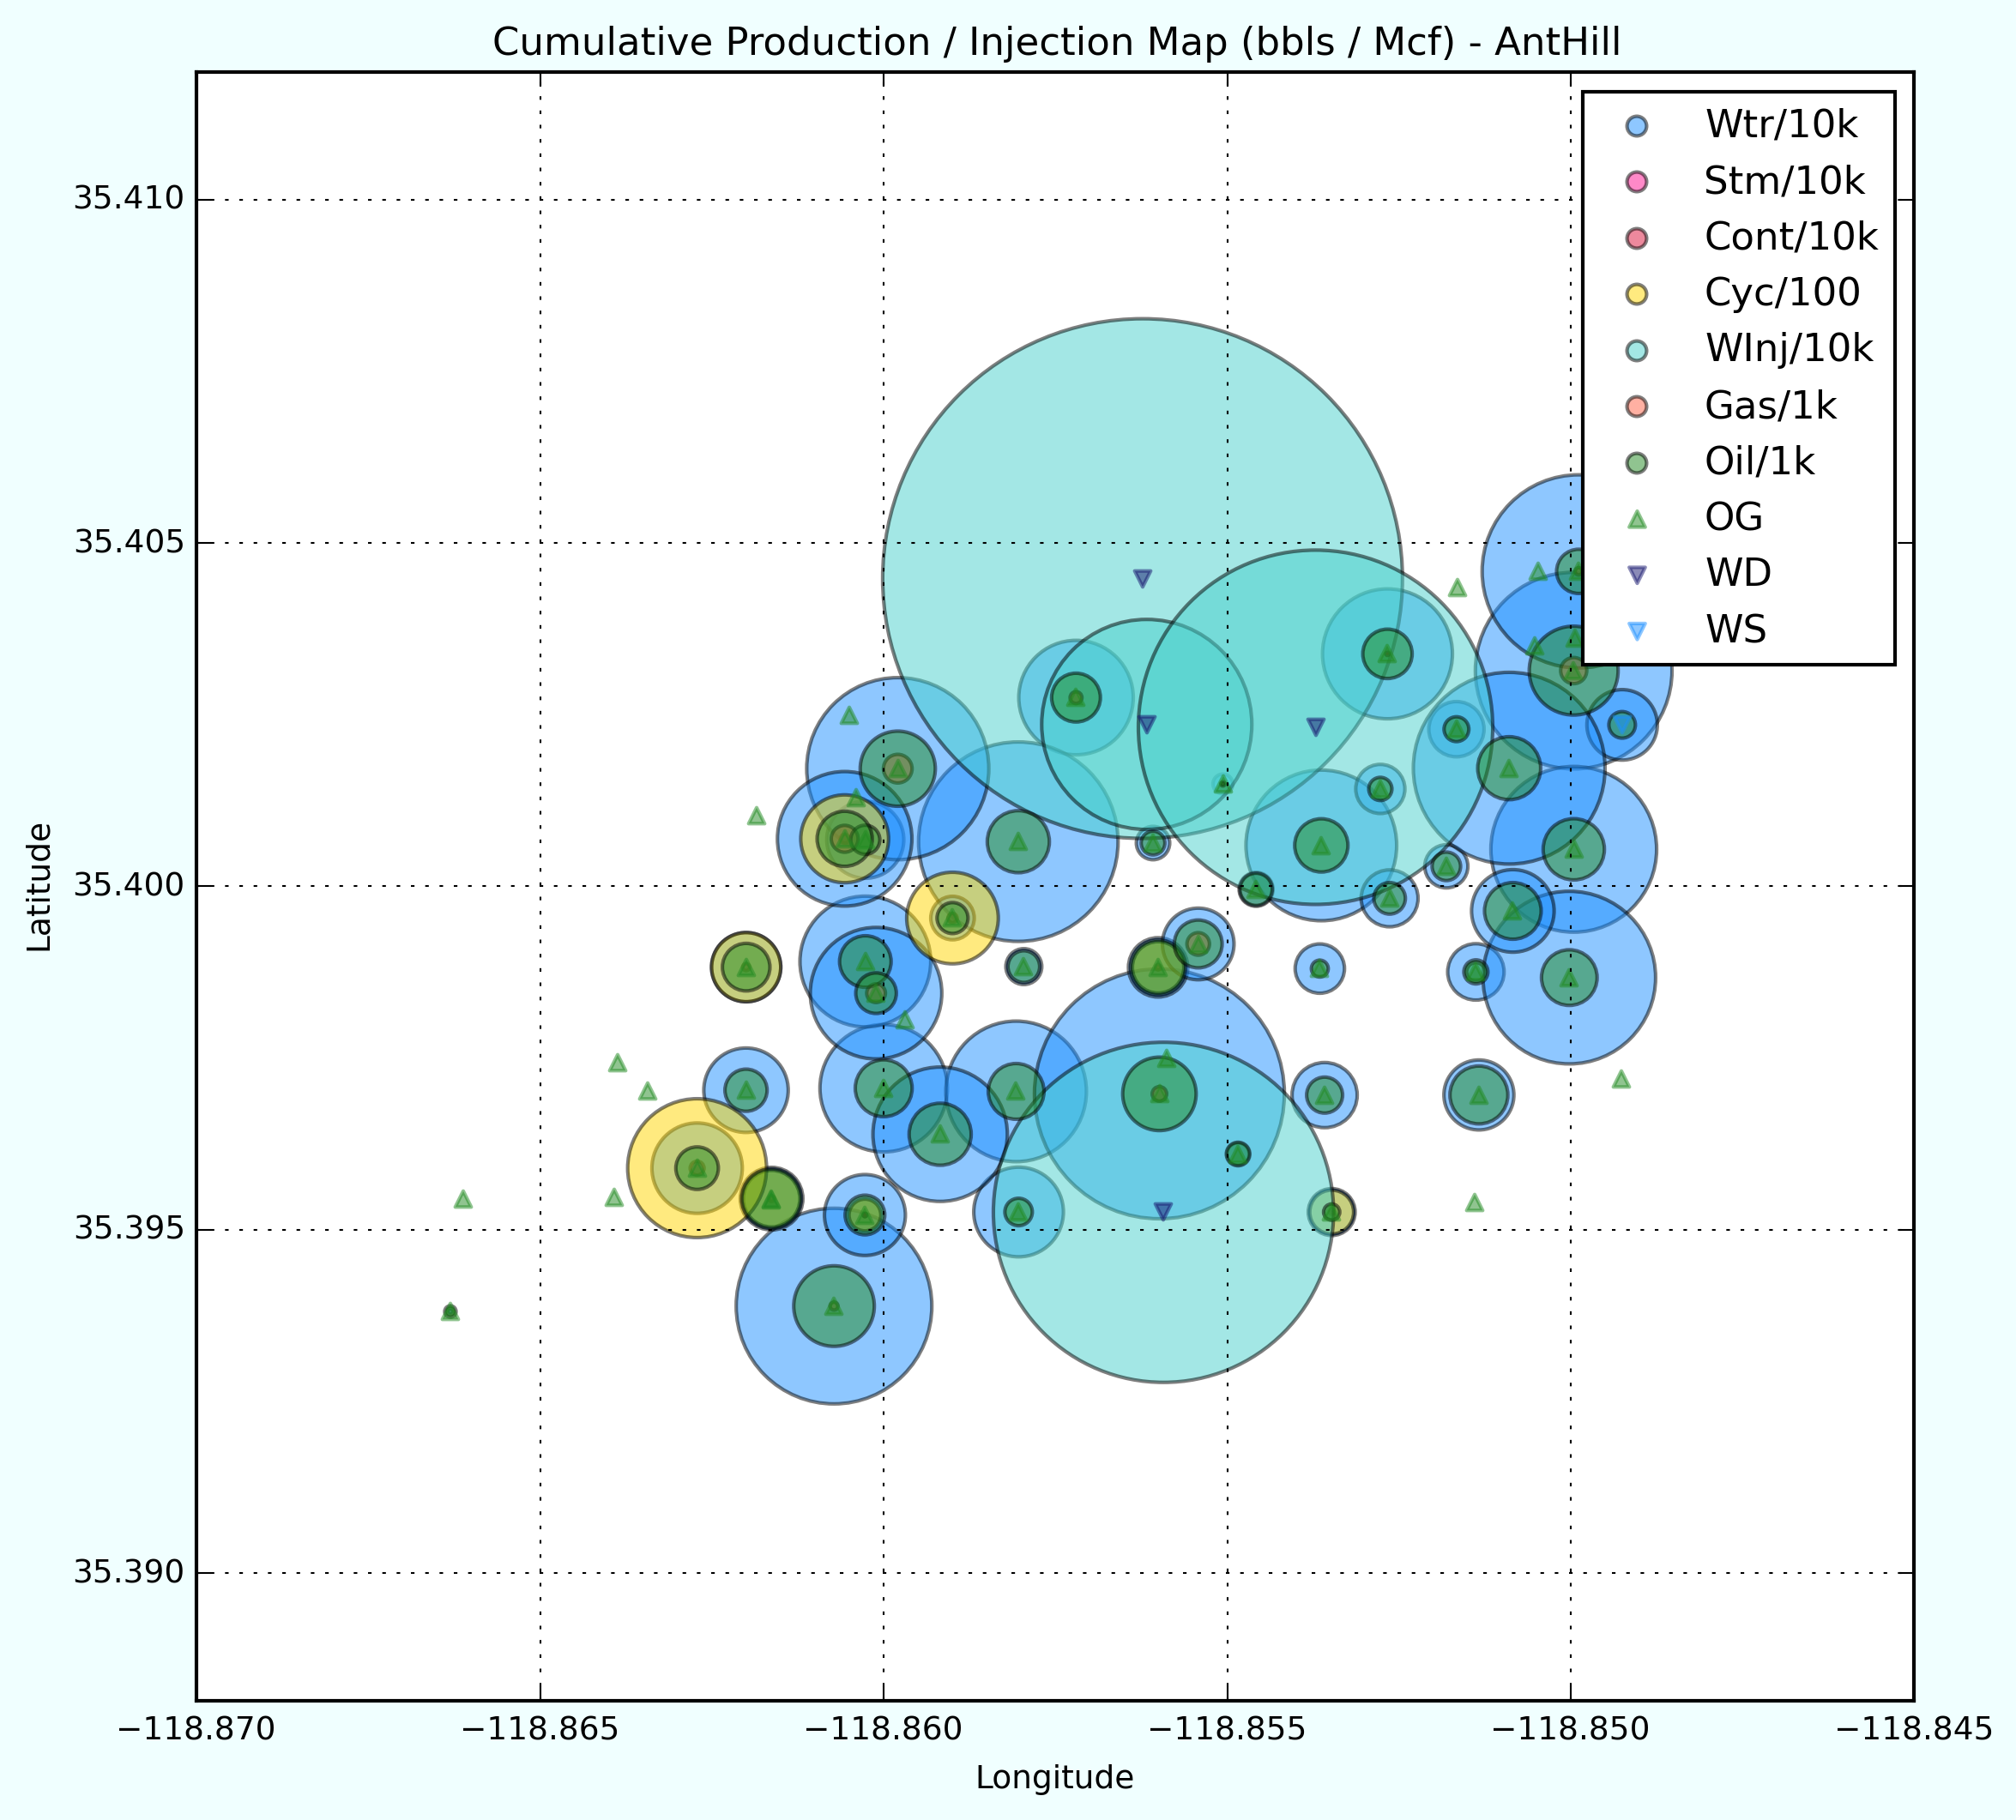 Cumulative Production / Injection Map (bbls / Mcf) - AntHill
Wtr/10k
Stm/10k
Cont/10k
Cyc/100
WInj/10k
Gas/1k
Oil/1k
OG
WD
WS
35.410
35.405
35.400
35.395
35.390
Latitude
−118.870
−118.865
−118.860
−118.855
−118.850
−118.845
Longitude